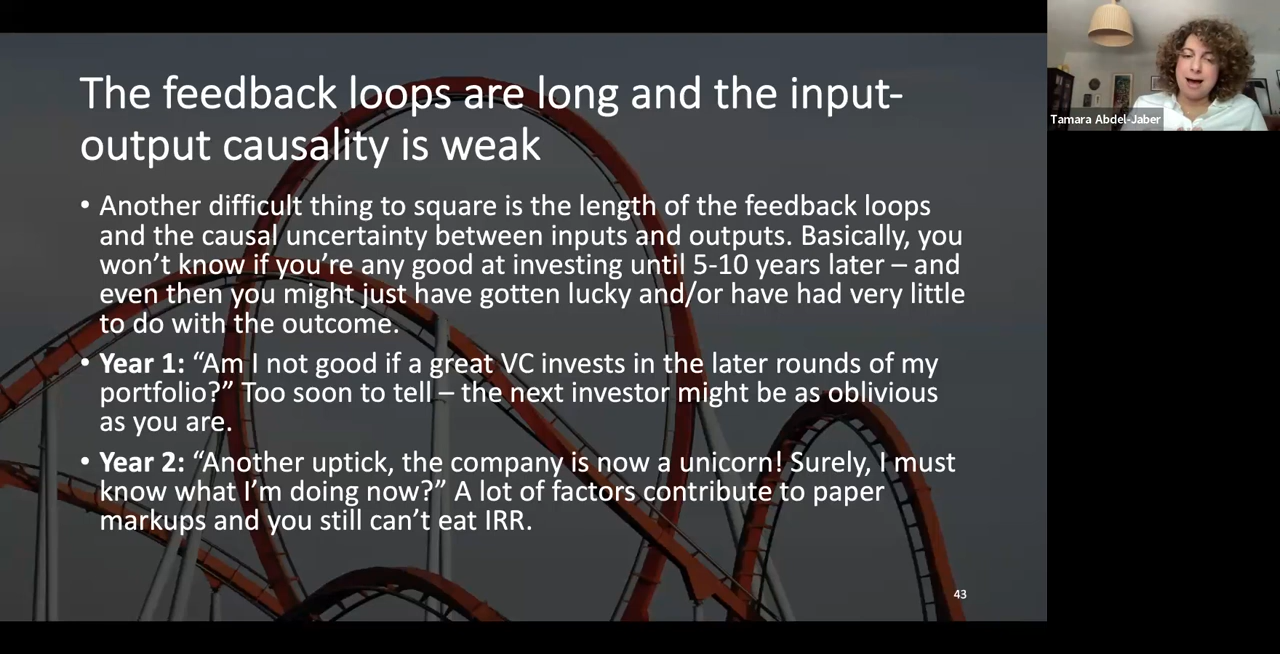 The feedback loops are long and the input-
output causality is weak
• Another difficult thing to square is the length of the feedback loops
and the causal uncertainty between inputs and outputs. Basically, you
won’t know if you’re any good at investing until 5-10 years later – and
even then you might just have gotten lucky and/or have had very little
to do with the outcome.
• Year 1: “Am I not good if a great VC invests in the later rounds of my
portfolio?” Too soon to tell – the next investor might be as oblivious
as you are.
• Year 2: “Another uptick, the company is now a unicorn! Surely, I must
know what I’m doing now?” A lot of factors contribute to paper
markups and you still can’t eat IRR.
43
Tamara Abdel-Jaber